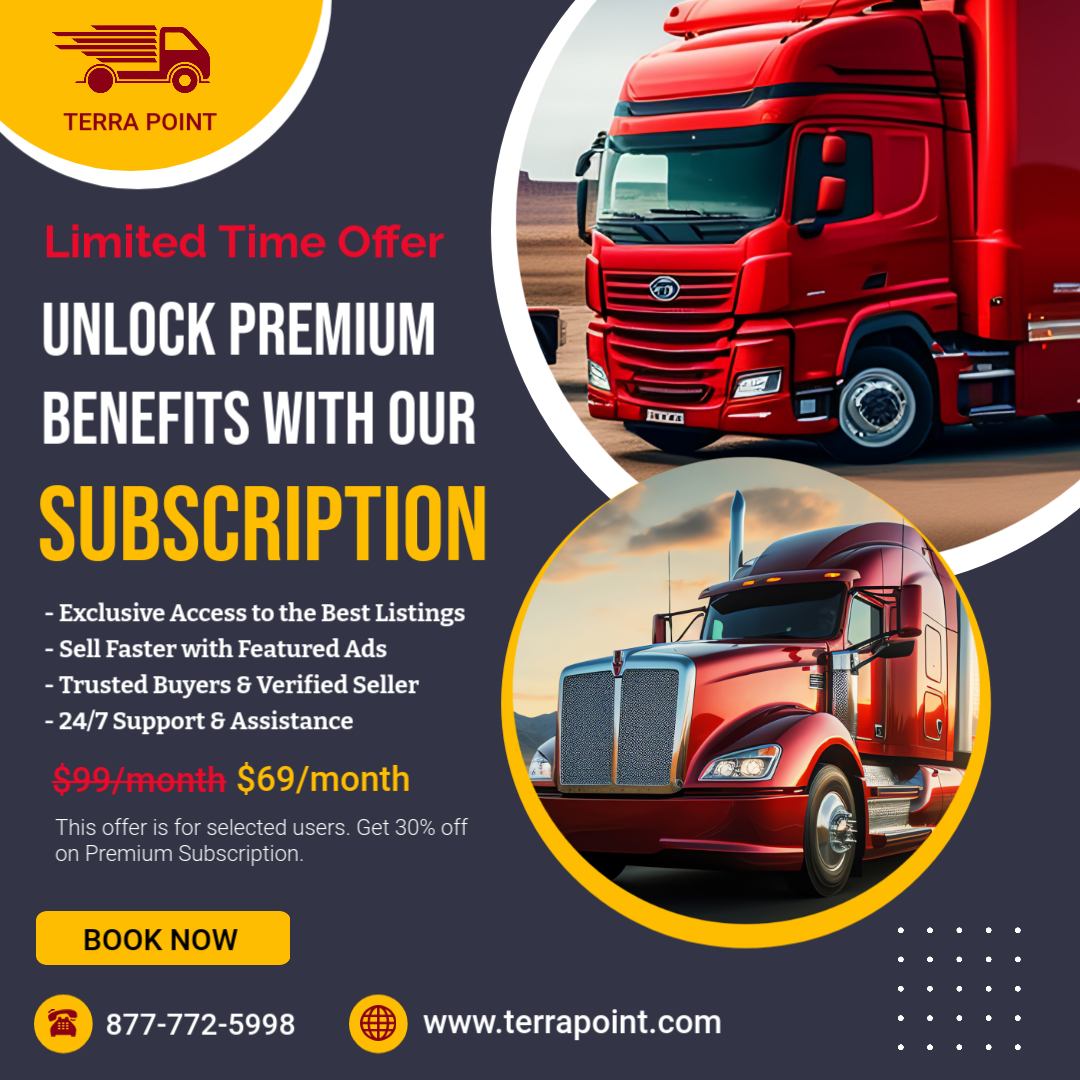 TERRA POINT
Limited Time Offer
UNLOCK PREMIUM
BENEFITS WITH OUR
SUBSCRIPTION
- Exclusive Access to the Best Listings
- Sell Faster with Featured Ads
- Trusted Buyers & Verified Seller
- 24/7 Support & Assistance
$99/month $69/month
This offer is for selected users. Get 30% off
on Premium Subscription.
BOOK NOW
877-772-5998
www.terrapoint.com